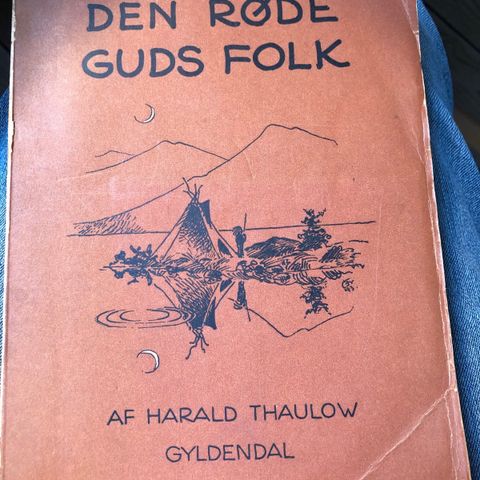 DEN RØDE
GUDS FOLK
AF HARALD THAULOW
GYLDENDAL